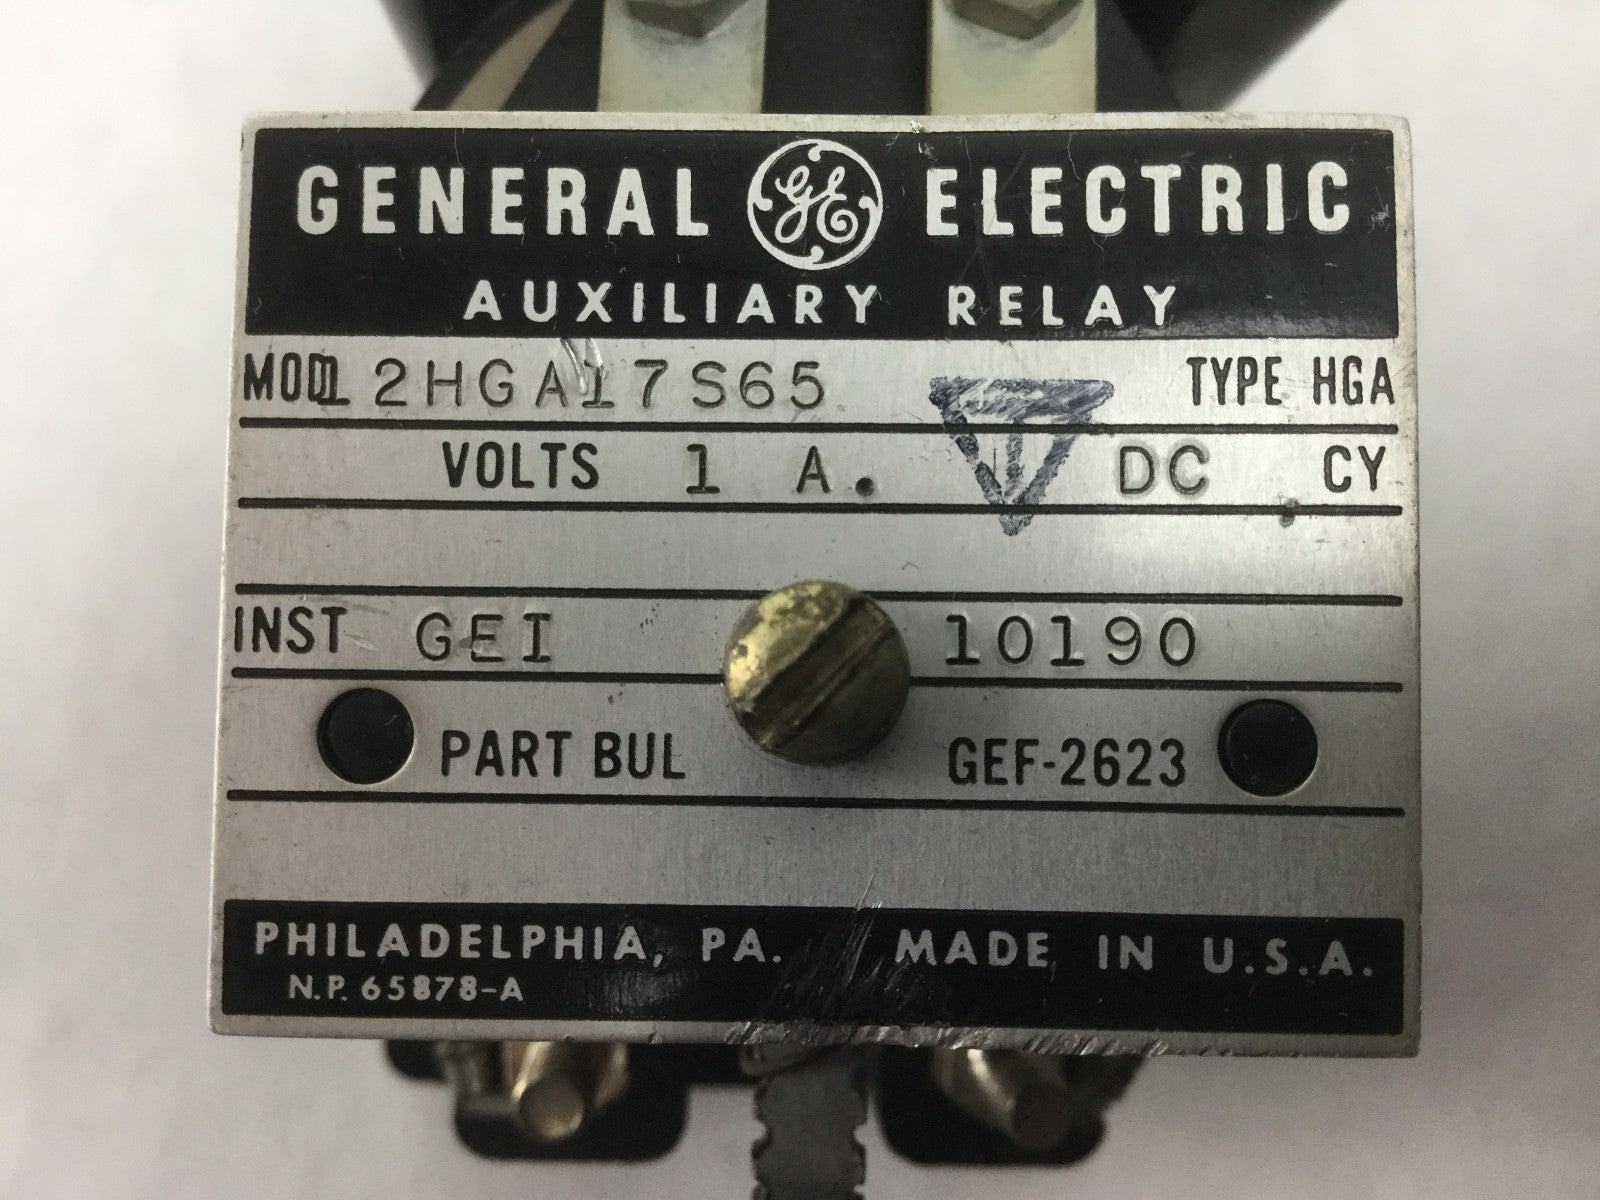 GENERAL GE ELECTRIC
AUXILIARY RELAY
MOD 12HGA17S65 TYPE HGA
VOLTS 1 A. DC CY
INST GEI 10190
PART BUL GEF-2623
PHILADELPHIA, PA. MADE IN U.S.A.
N.P. 65878-A